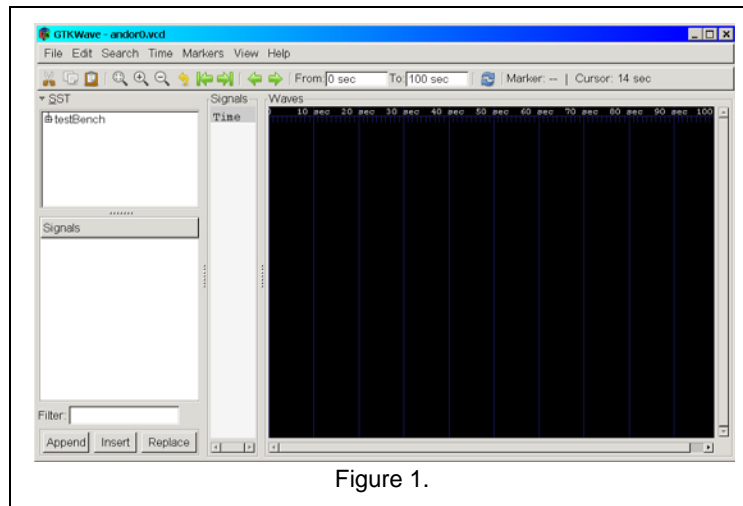 GTKWave - andor0.vcd
File Edit Search Time Markers View Help
From: 0 sec To: 100 sec Marker: -- | Cursor: 14 sec
SST
testBench
Signals
Time
Waves
10 sec 20 sec 30 sec 40 sec 50 sec 60 sec 70 sec 80 sec 90 sec 100
Signals
Filter:
Append Insert Replace
Figure 1.